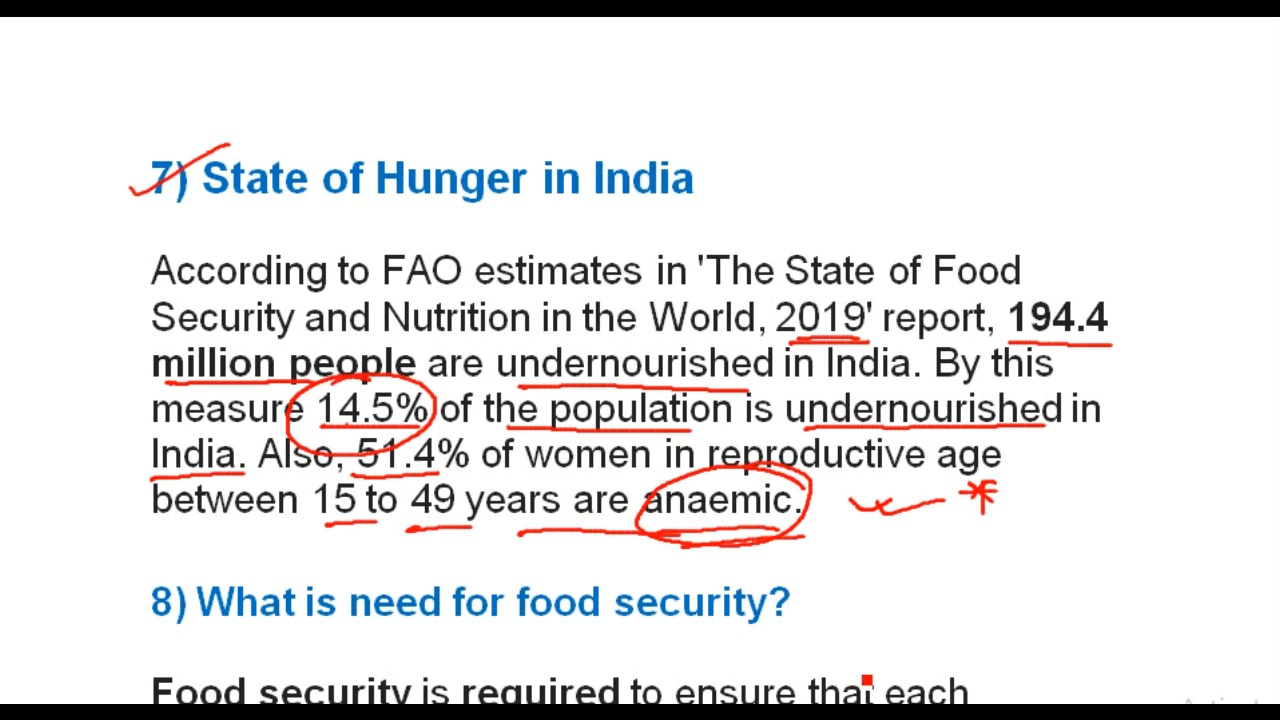 7) State of Hunger in India
According to FAO estimates in 'The State of Food
Security and Nutrition in the World, 2019' report, 194.4
million people are undernourished in India. By this
measure 14.5% of the population is undernourished in
India. Also, 51.4% of women in reproductive age
between 15 to 49 years are anaemic.
8) What is need for food security?
Food security is required to ensure that each